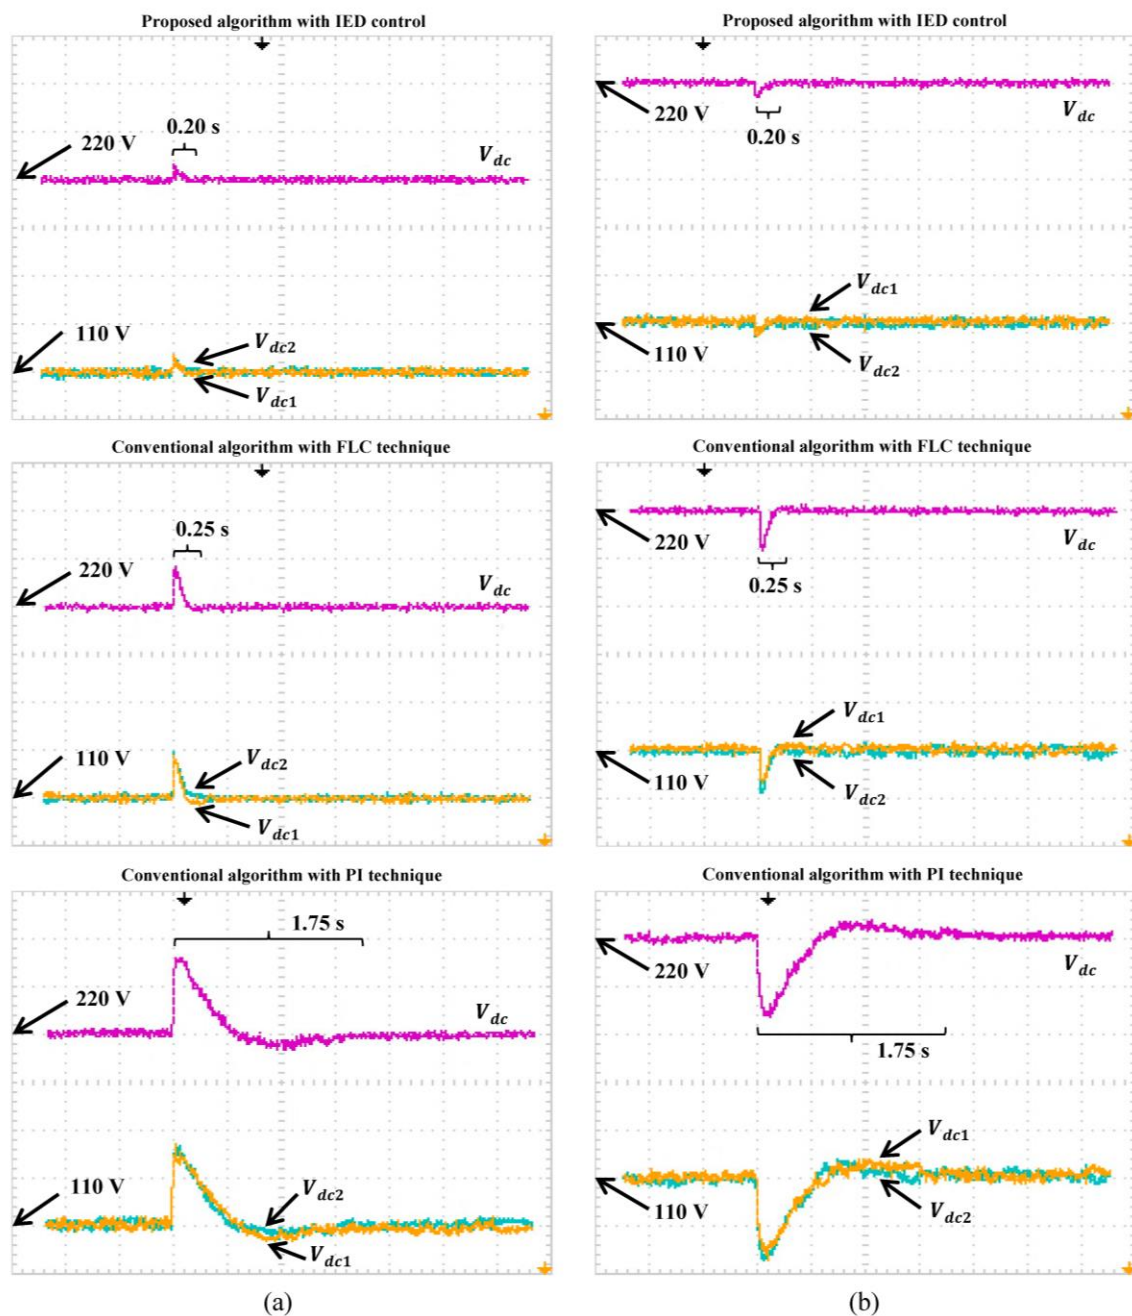 Proposed algorithm with IED control
0.20 s
220 V
V_dc
110 V
V_dc2
V_dc1
Proposed algorithm with IED control
220 V
V_dc
0.20 s
V_dc1
110 V
V_dc2
Conventional algorithm with FLC technique
0.25 s
220 V
V_dc
110 V
V_dc2
V_dc1
Conventional algorithm with FLC technique
220 V
V_dc
0.25 s
V_dc1
110 V
V_dc2
Conventional algorithm with PI technique
1.75 s
220 V
V_dc
110 V
V_dc2
V_dc1
Conventional algorithm with PI technique
220 V
V_dc
1.75 s
V_dc1
110 V
V_dc2
(a)
(b)